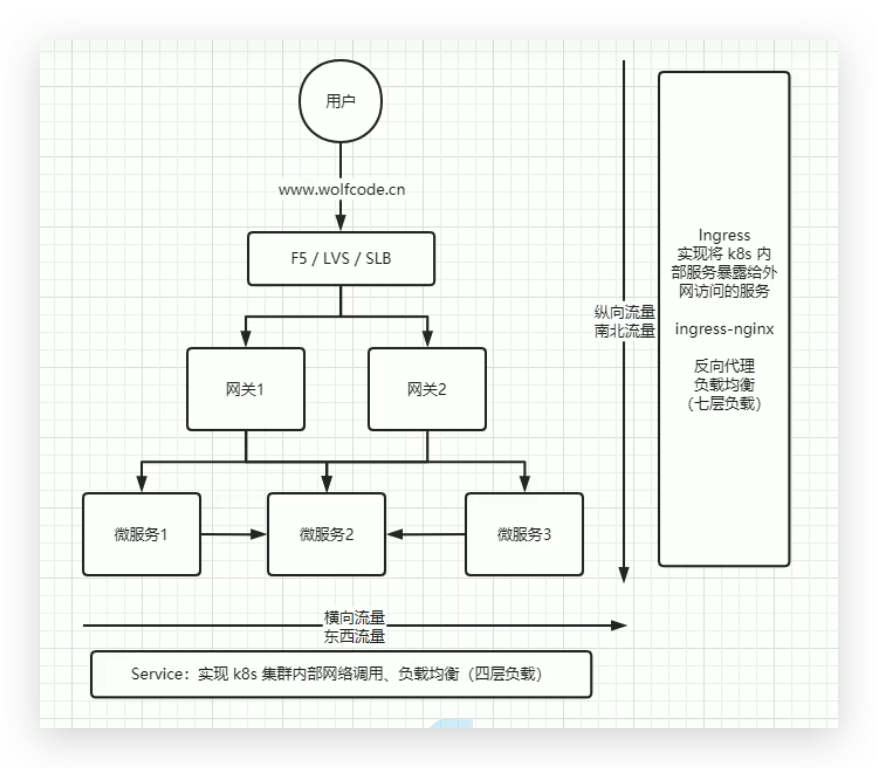 用户
www.wolfcode.cn
F5 / LVS / SLB
网关1
网关2
微服务1
微服务2
微服务3
纵向流量
南北流量
Ingress
实现将 k8s 内
部服务暴露给外
网访问的服务
ingress-nginx
反向代理
负载均衡
（七层负载）
横向流量
东西流量
Service：实现 k8s 集群内部网络调用、负载均衡（四层负载）